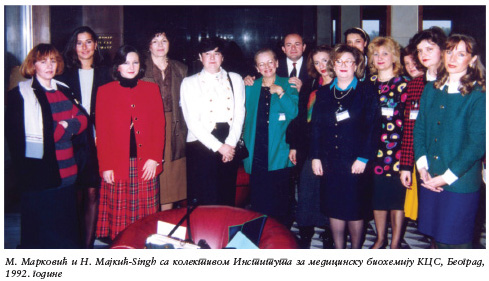 М. Марковић и Н. Мајкић-Singh са колективом Института за медицинску биохемију КЦС, Београд,
1992. године